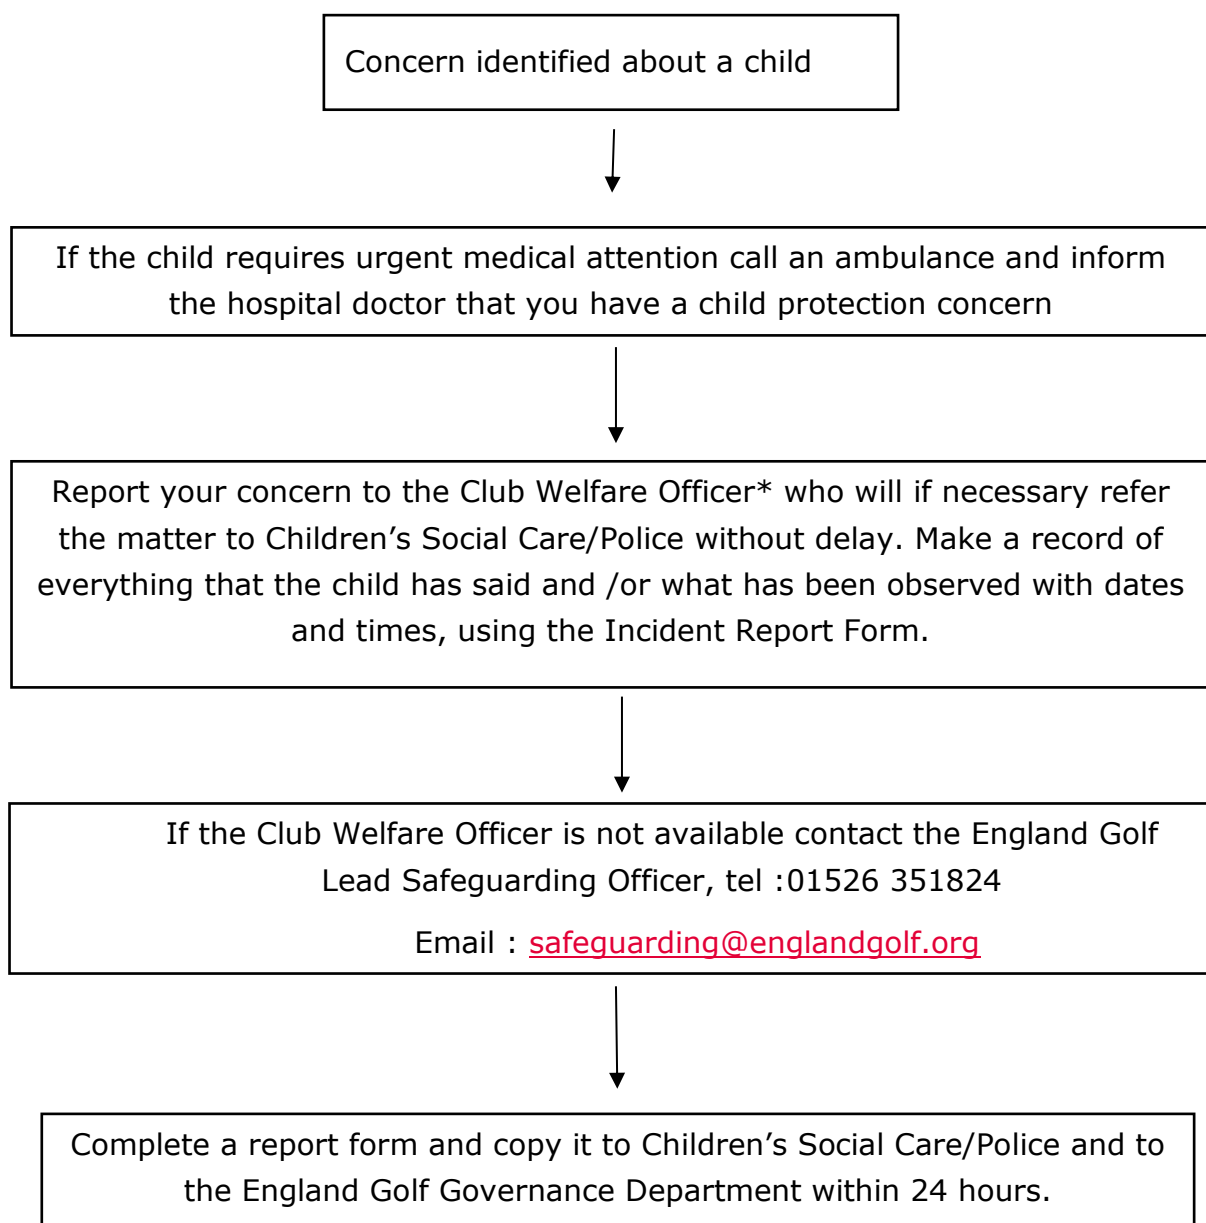 Concern identified about a child
If the child requires urgent medical attention call an ambulance and inform
the hospital doctor that you have a child protection concern
Report your concern to the Club Welfare Officer* who will if necessary refer
the matter to Children’s Social Care/Police without delay. Make a record of
everything that the child has said and /or what has been observed with dates
and times, using the Incident Report Form.
If the Club Welfare Officer is not available contact the England Golf
Lead Safeguarding Officer, tel :01526 351824
Email : safeguarding@englandgolf.org
Complete a report form and copy it to Children’s Social Care/Police and to
the England Golf Governance Department within 24 hours.